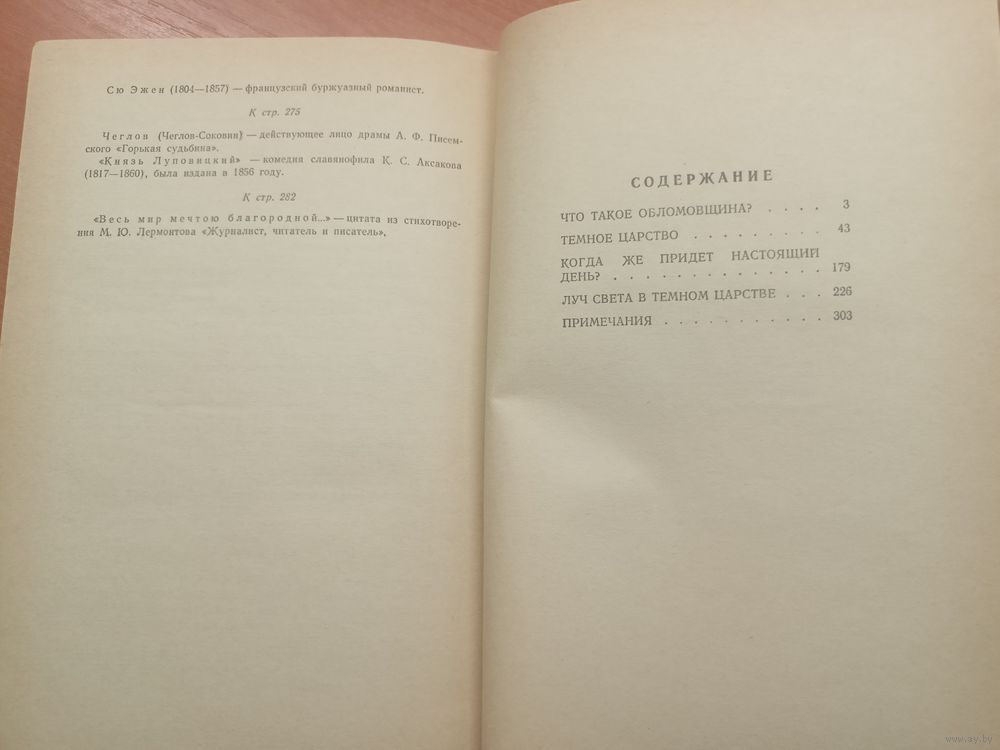 Сю Эжен (1804—1857) — французский буржуазный романист.
К стр. 275
Чеглов (Чеглов-Соковин) — действующее лицо драмы А. Ф. Писем-
ского «Горькая судьбина».
«Князь Луповицкий» — комедия славянофила К. С. Аксакова
(1817—1860), была издана в 1856 году.
К стр. 282
«Весь мир мечтою благородной...» — цитата из стихотворе-
ния М. Ю. Лермонтова «Журналист, читатель и писатель».
СОДЕРЖАНИЕ
ЧТО ТАКОЕ ОБЛОМОВЩИНА? . . . . 3
ТЕМНОЕ ЦАРСТВО . . . . . . . . . 43
КОГДА ЖЕ ПРИДЕТ НАСТОЯЩИЙ
ДЕНЬ? . . . . . . . . . . . . . 179
ЛУЧ СВЕТА В ТЕМНОМ ЦАРСТВЕ . . . 226
ПРИМЕЧАНИЯ . . . . . . . . . . . 303
www.ay.by